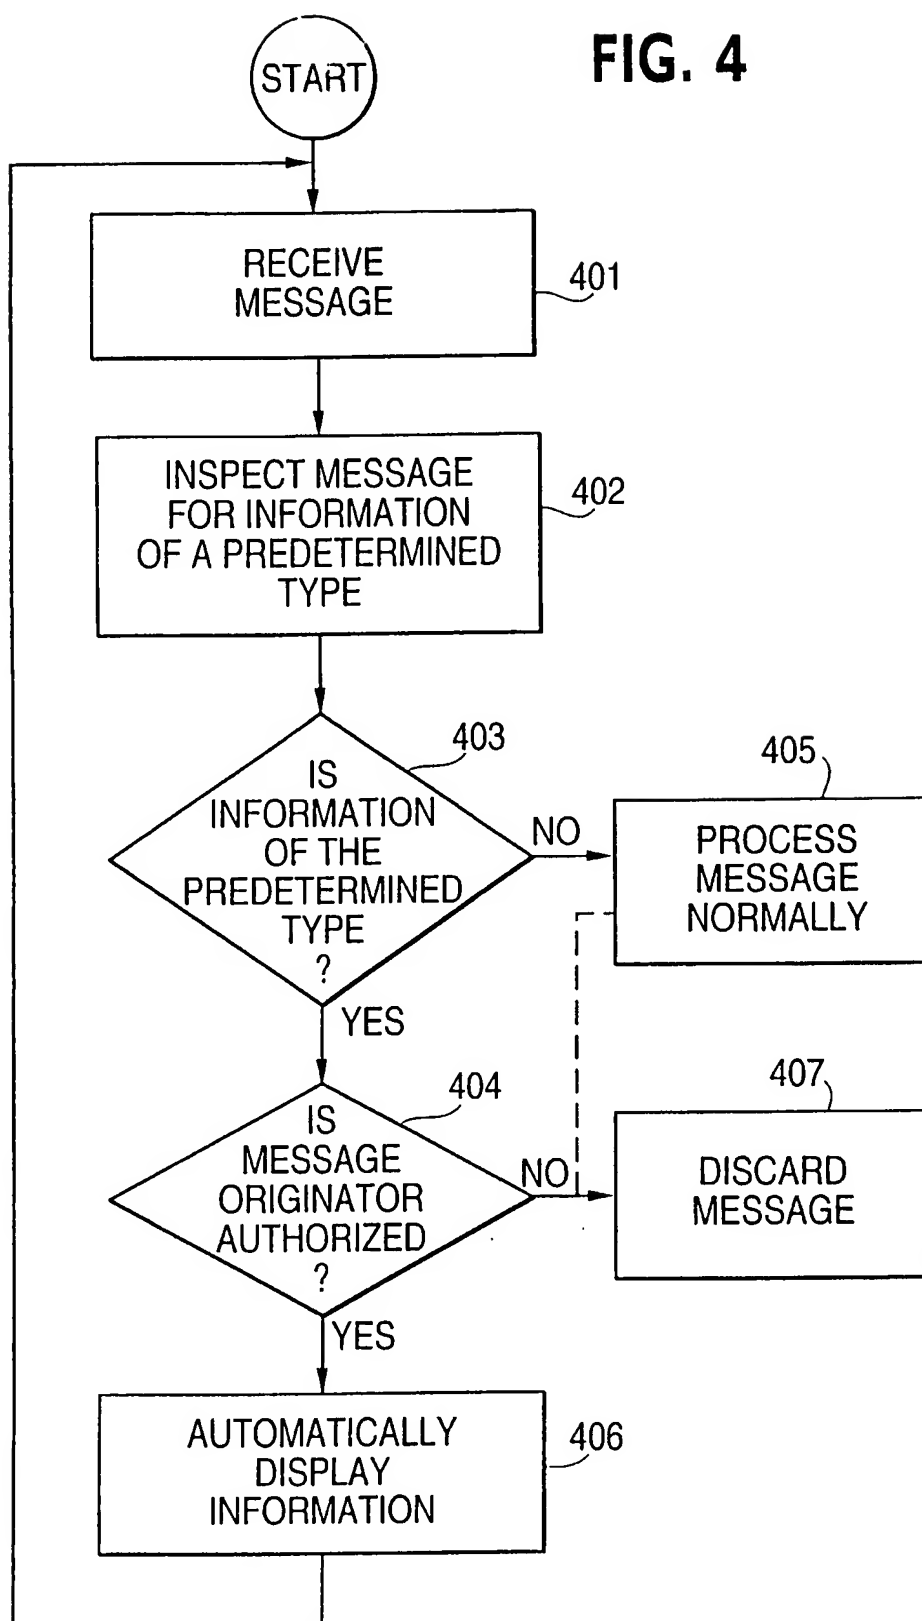 FIG. 4
START
RECEIVE
MESSAGE
401
INSPECT MESSAGE
FOR INFORMATION
OF A PREDETERMINED
TYPE
402
403
IS
INFORMATION
OF THE
PREDETERMINED
TYPE
?
NO
405
PROCESS
MESSAGE
NORMALLY
YES
404
IS
MESSAGE
ORIGINATOR
AUTHORIZED
?
NO
407
DISCARD
MESSAGE
YES
AUTOMATICALLY
DISPLAY
INFORMATION
406